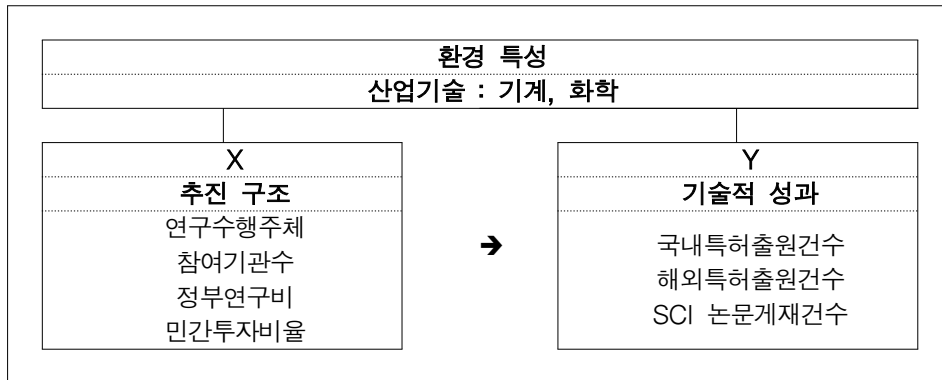 환경 특성
산업기술 : 기계, 화학
X
추진 구조
연구수행주체
참여기관수
정부연구비
민간투자비율
➔
Y
기술적 성과
국내특허출원건수
해외특허출원건수
SCI 논문게재건수